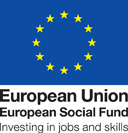 European Union
European Social Fund
Investing in jobs and skills